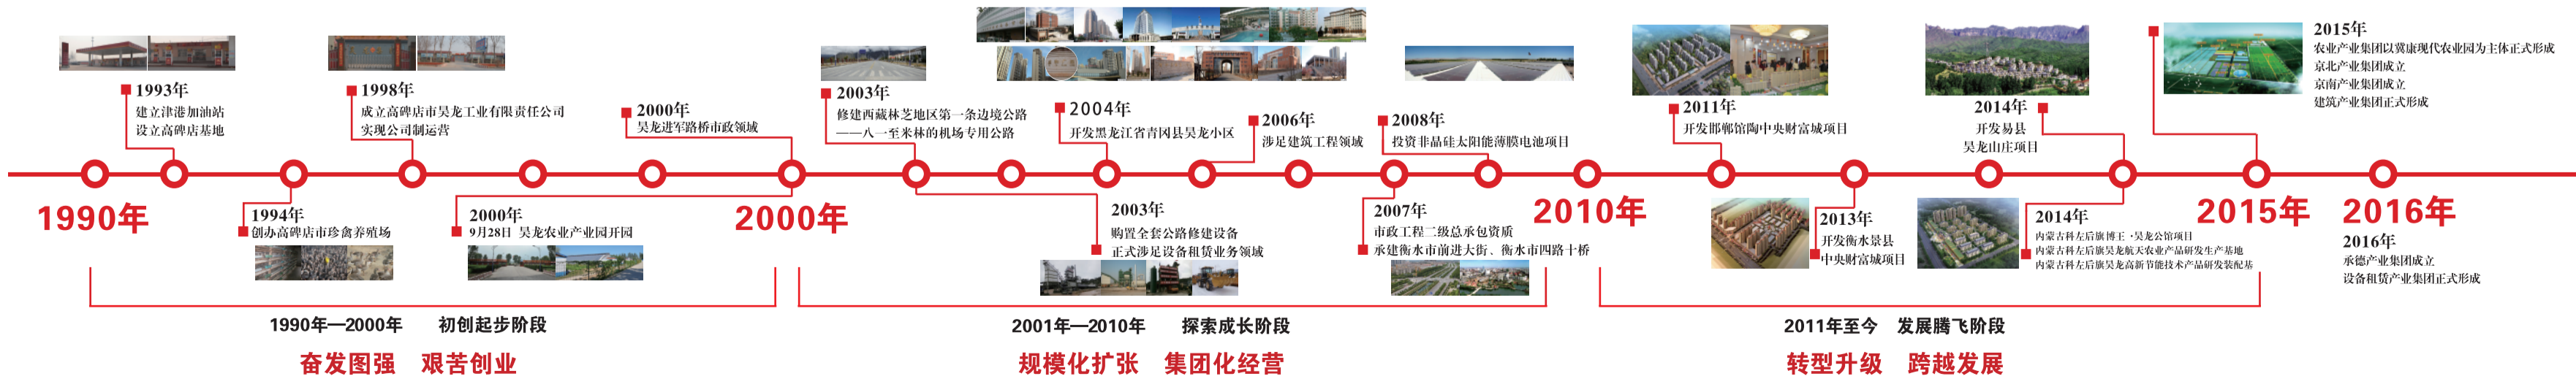 1993年
建立津港加油站
设立高碑店基地
1998年
成立高碑店市昊龙工业有限责任公司
实现公司制运营
2000年
昊龙进军路桥市政领域
2003年
修建西藏林芝地区第一条边境公路
——八一至米林的机场专用公路
2004年
开发黑龙江省青冈县昊龙小区
2006年
涉足建筑工程领域
2008年
投资非晶硅太阳能薄膜电池项目
2011年
开发邯郸馆陶中央财富城项目
2014年
开发易县
昊龙山庄项目
2015年
农业产业集团以冀康现代农业园为主体正式形成
京北产业集团成立
京南产业集团成立
建筑产业集团正式形成
1990年
1994年
创办高碑店市珍禽养殖场
2000年
9月28日 昊龙农业产业园开园
2000年
2003年
购置全套公路修建设备
正式涉足设备租赁业务领域
2007年
市政工程二级总承包资质
承建衡水市前进大街、衡水市四路十桥
2010年
2013年
开发衡水景县
中央财富城项目
2014年
内蒙古科左后旗博王·昊龙公馆项目
内蒙古科左后旗昊龙航天农业产品研发生产基地
内蒙古科左后旗昊龙高新节能技术产品研发装配基
2015年
2016年
2016年
承德产业集团成立
设备租赁产业集团正式形成
1990年—2000年 初创起步阶段
奋发图强 艰苦创业
2001年—2010年 探索成长阶段
规模化扩张 集团化经营
2011年至今 发展腾飞阶段
转型升级 跨越发展